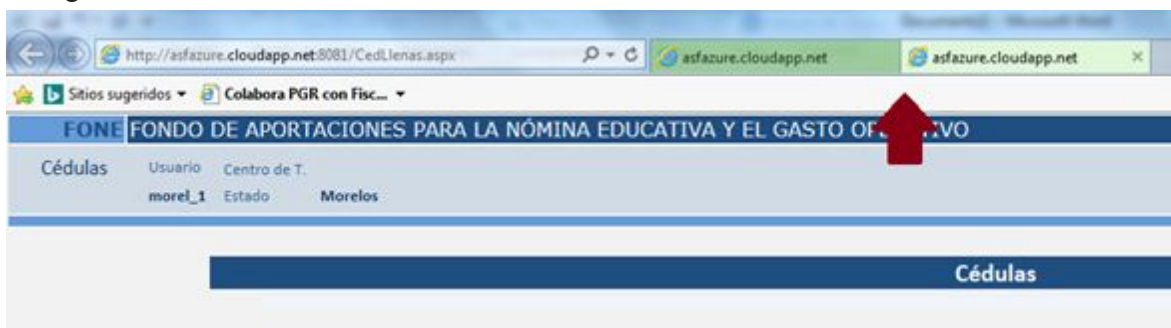 http://asfazure.cloudapp.net:8081/CedLlenas.aspx asfazure.cloudapp.net asfazure.cloudapp.net
Sitios sugeridos Colabora PGR con Fisc...
FONE FONDO DE APORTACIONES PARA LA NÓMINA EDUCATIVA Y EL GASTO OPERATIVO
Cédulas Usuario Centro de T.
morel_1 Estado Morelos
Cédulas